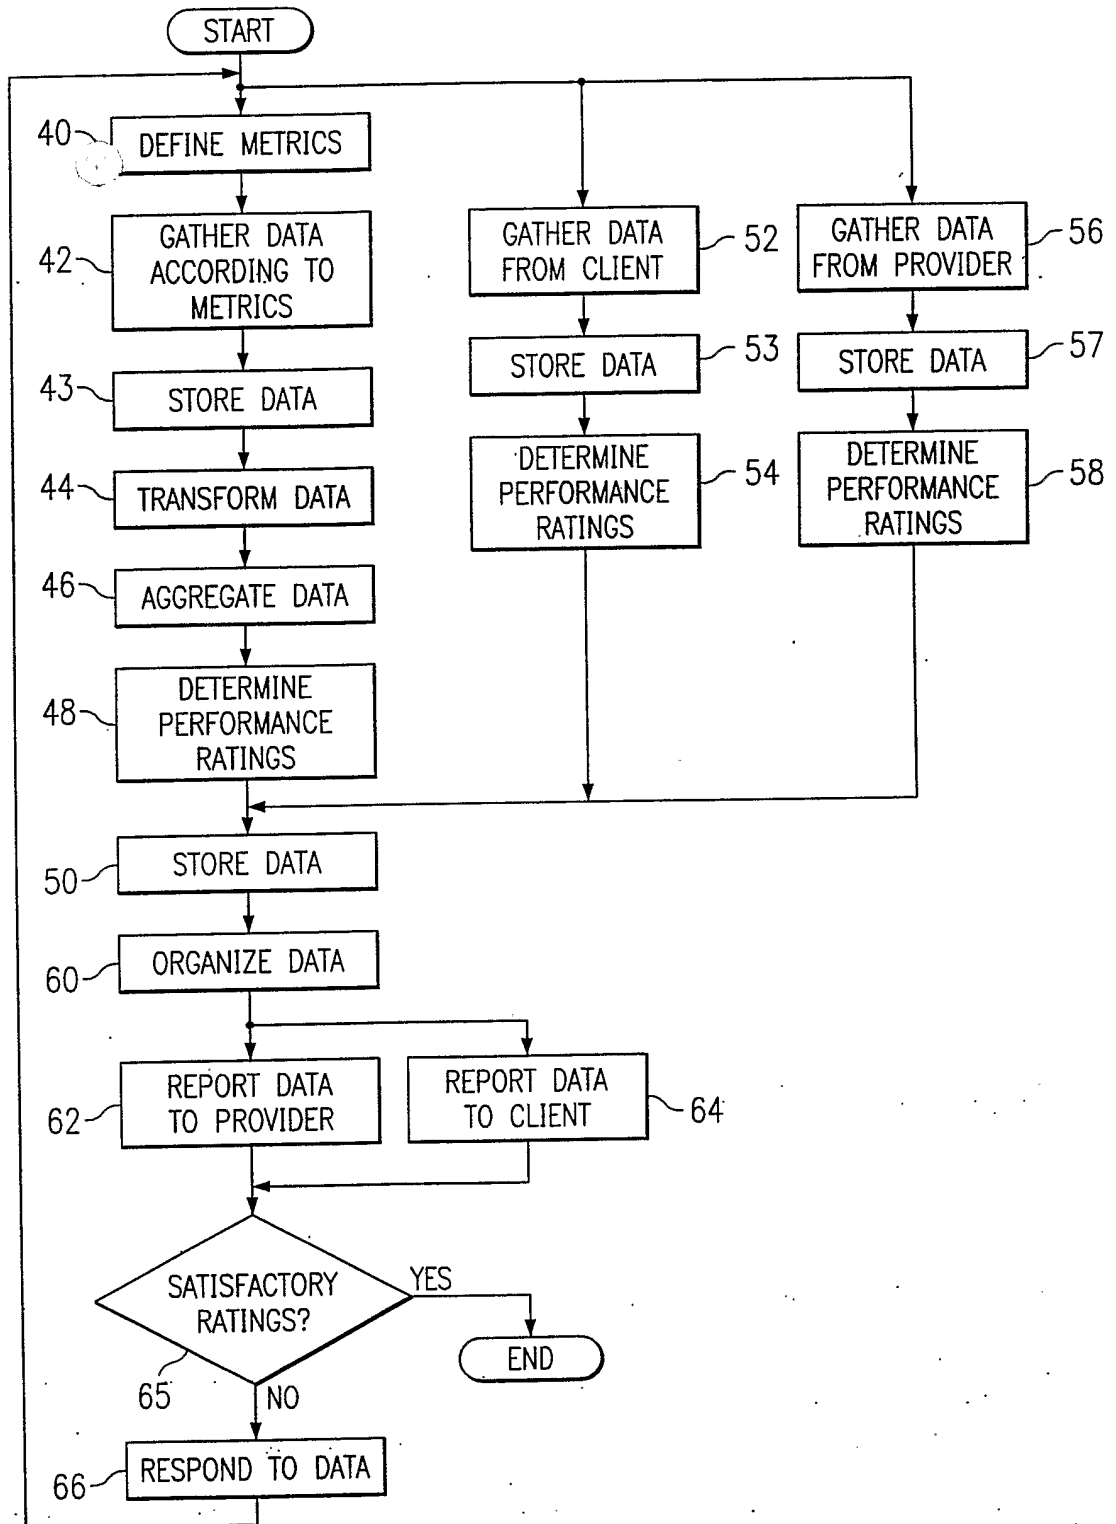 START
40
DEFINE METRICS
42
GATHER DATA
ACCORDING TO
METRICS
43
STORE DATA
44
TRANSFORM DATA
46
AGGREGATE DATA
48
DETERMINE
PERFORMANCE
RATINGS
GATHER DATA
FROM CLIENT
52
STORE DATA
53
DETERMINE
PERFORMANCE
RATINGS
54
GATHER DATA
FROM PROVIDER
56
STORE DATA
57
DETERMINE
PERFORMANCE
RATINGS
58
50
STORE DATA
60
ORGANIZE DATA
62
REPORT DATA
TO PROVIDER
REPORT DATA
TO CLIENT
64
SATISFACTORY
RATINGS?
65
YES
END
NO
66
RESPOND TO DATA